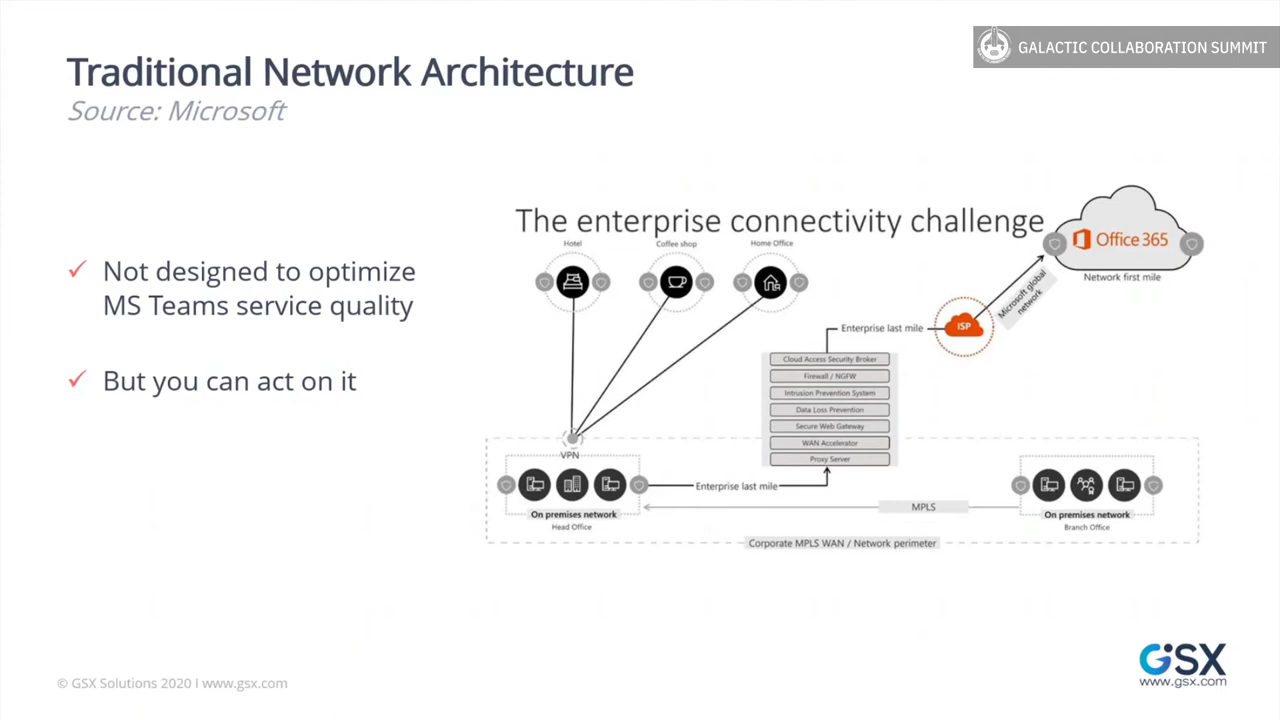 GALACTIC COLLABORATION SUMMIT
Traditional Network Architecture
Source: Microsoft
Not designed to optimize
MS Teams service quality
But you can act on it
The enterprise connectivity challenge
Hotel
Coffee shop
Home Office
Office 365
Network first mile
Microsoft global
network
ISP
Enterprise last mile
Cloud Access Security Broker
Firewall / NGFW
Intrusion Prevention System
Data Loss Prevention
Secure Web Gateway
WAN Accelerator
Proxy Server
VPN
Enterprise last mile
On premises network
Head Office
MPLS
On premises network
Branch Office
Corporate MPLS WAN / Network perimeter
© GSX Solutions 2020 I www.gsx.com
GSX
www.gsx.com